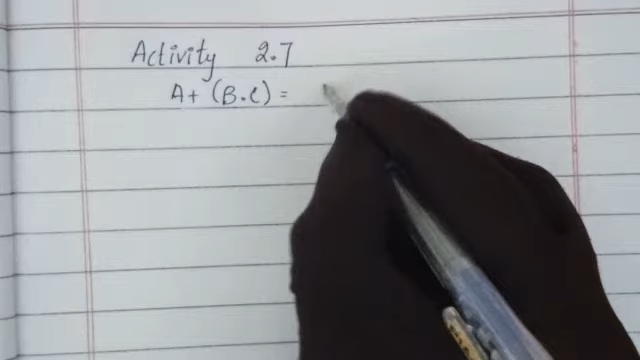 Activity 2.7
A+ (B.C) =